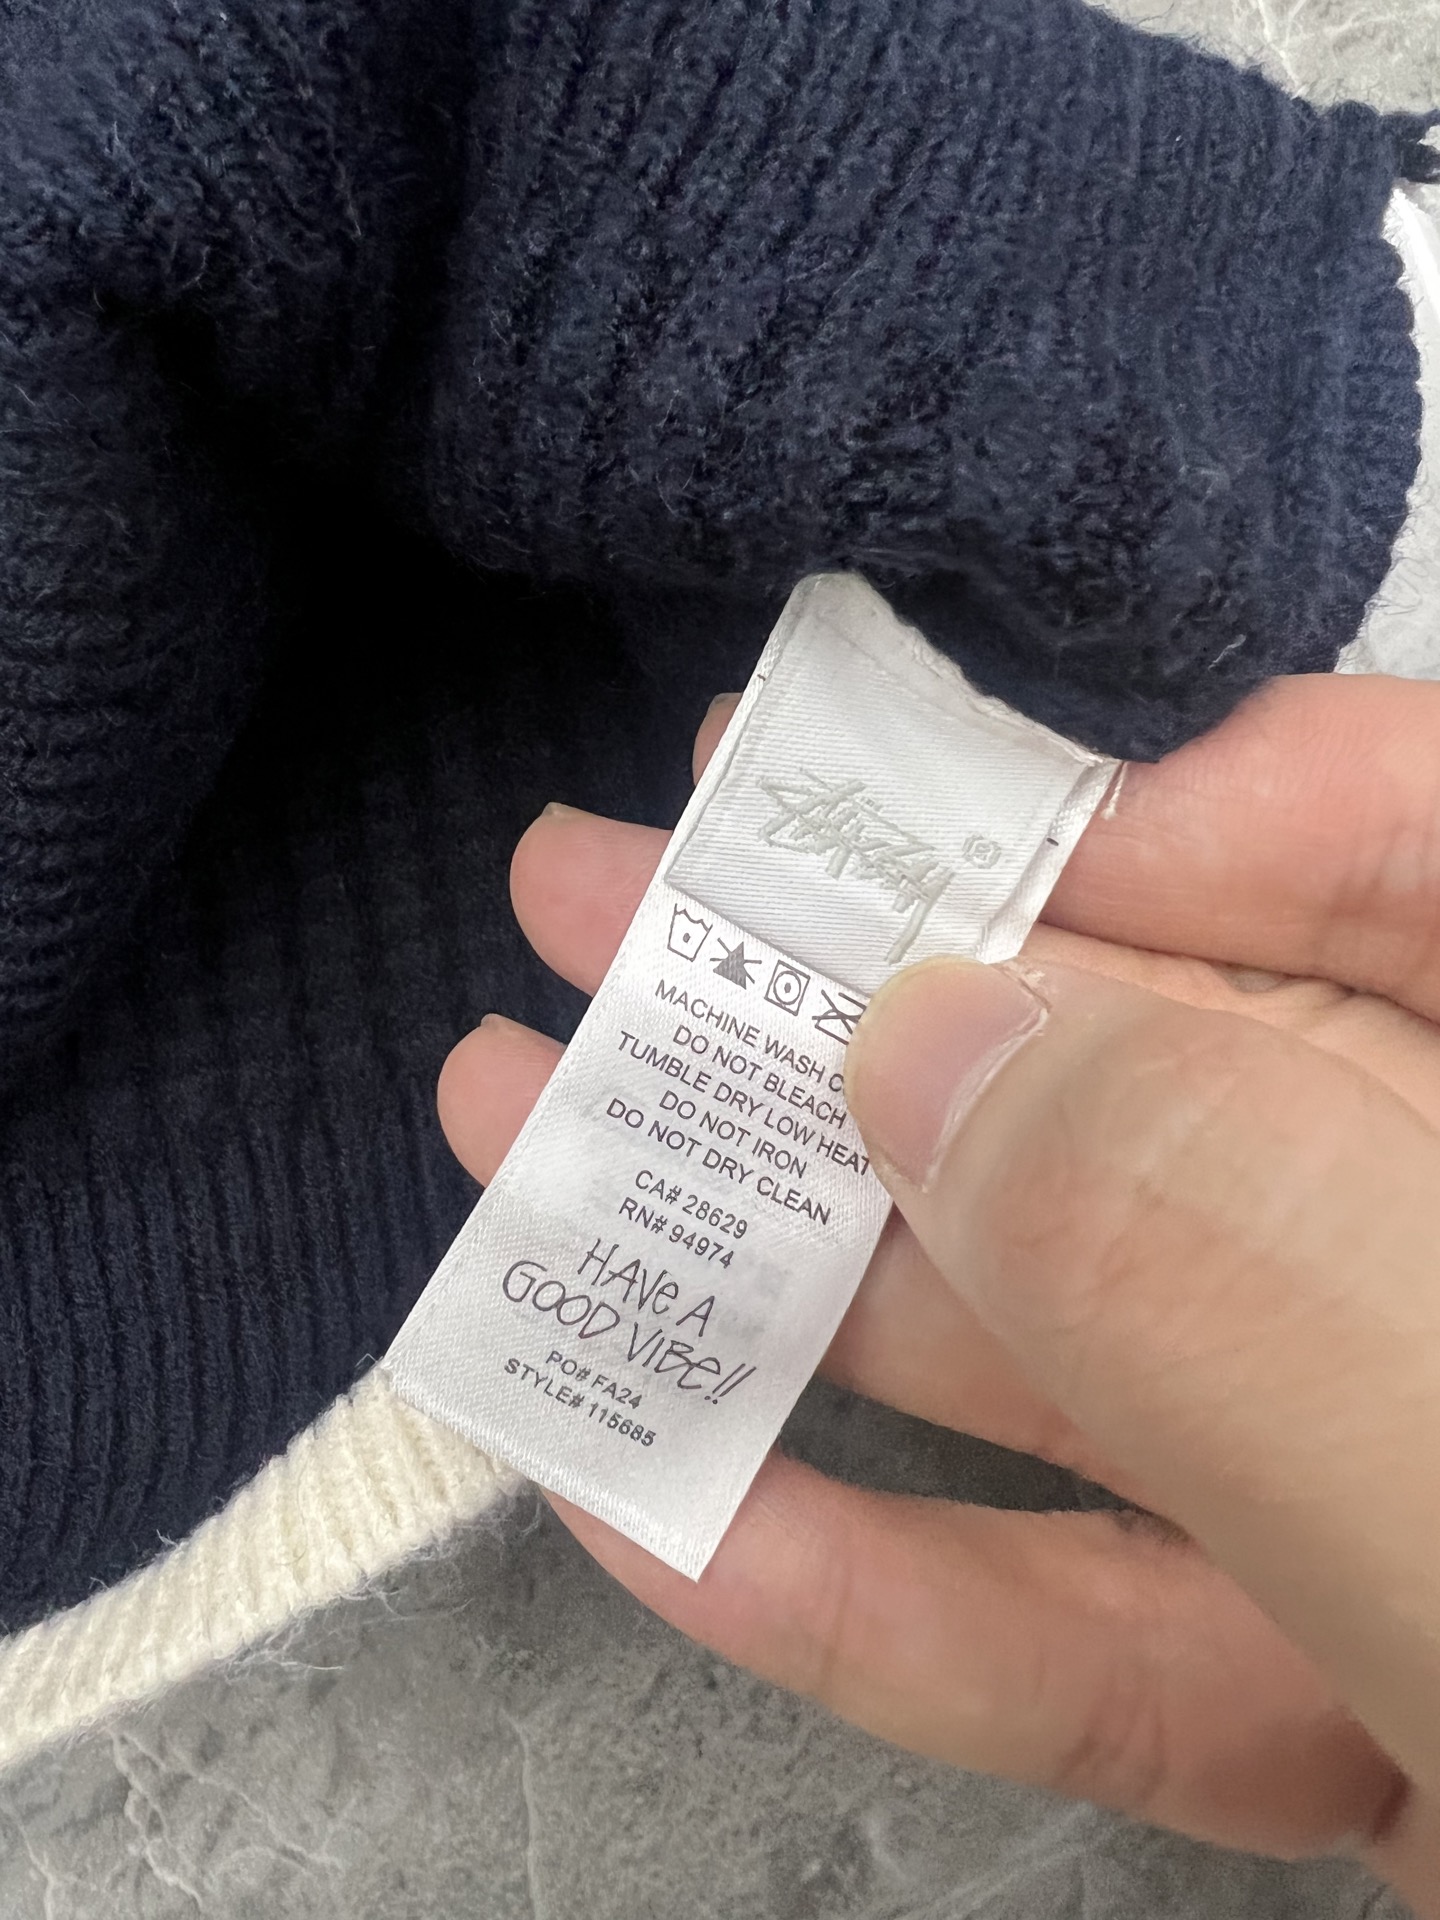 Stüssy ®
MACHINE WASH
DO NOT BLEACH
TUMBLE DRY LOW HEAT
DO NOT IRON
DO NOT DRY CLEAN
CA# 28629
RN# 94974
HAVE A
GOOD VIBE!!
PO# FA24
STYLE# 115685